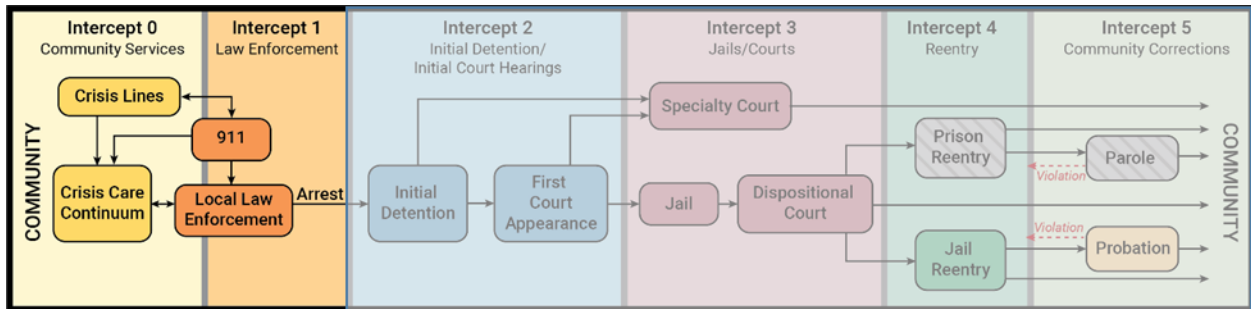 Intercept 0
Community Services
Intercept 1
Law Enforcement
Intercept 2
Initial Detention/
Initial Court Hearings
Intercept 3
Jails/Courts
Intercept 4
Reentry
Intercept 5
Community Corrections
COMMUNITY
Crisis Lines
911
Crisis Care
Continuum
Local Law
Enforcement
Arrest
Initial
Detention
First
Court
Appearance
Specialty Court
Jail
Dispositional
Court
Prison
Reentry
Violation
Parole
Jail
Reentry
Violation
Probation
COMMUNITY